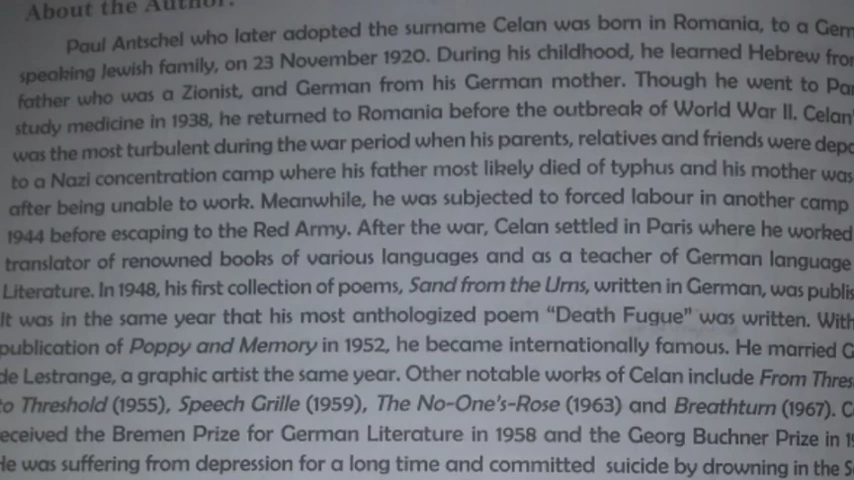 About the Author:
Paul Antschel who later adopted the surname Celan was born in Romania, to a
speaking Jewish family, on 23 November 1920. During his childhood, he learned Hebrew
father who was a Zionist, and German from his German mother. Though he went to
study medicine in 1938, he returned to Romania before the outbreak of World War II.
was the most turbulent during the war period when his parents, relatives and friends were
to a Nazi concentration camp where his father most likely died of typhus and his mother was
after being unable to work. Meanwhile, he was subjected to forced labour in another camp
1944 before escaping to the Red Army. After the war, Celan settled in Paris where he worked
translator of renowned books of various languages and as a teacher of German language
Literature. In 1948, his first collection of poems, Sand from the Urns, written in German, was
It was in the same year that his most anthologized poem “Death Fugue” was written.
publication of Poppy and Memory in 1952, he became internationally famous. He married
de Lestrange, a graphic artist the same year. Other notable works of Celan include From
to Threshold (1955), Speech Grille (1959), The No-One's-Rose (1963) and Breathturn (1967).
eceived the Bremen Prize for German Literature in 1958 and the Georg Buchner Prize in
He was suffering from depression for a long time and committed suicide by drowning in the